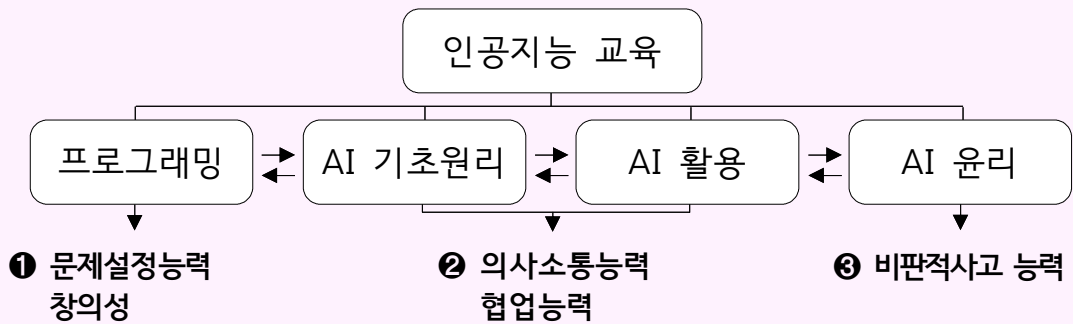 인공지능 교육
프로그래밍
AI 기초원리
AI 활용
AI 윤리
❶ 문제설정능력
창의성
❷ 의사소통능력
협업능력
❸ 비판적사고 능력